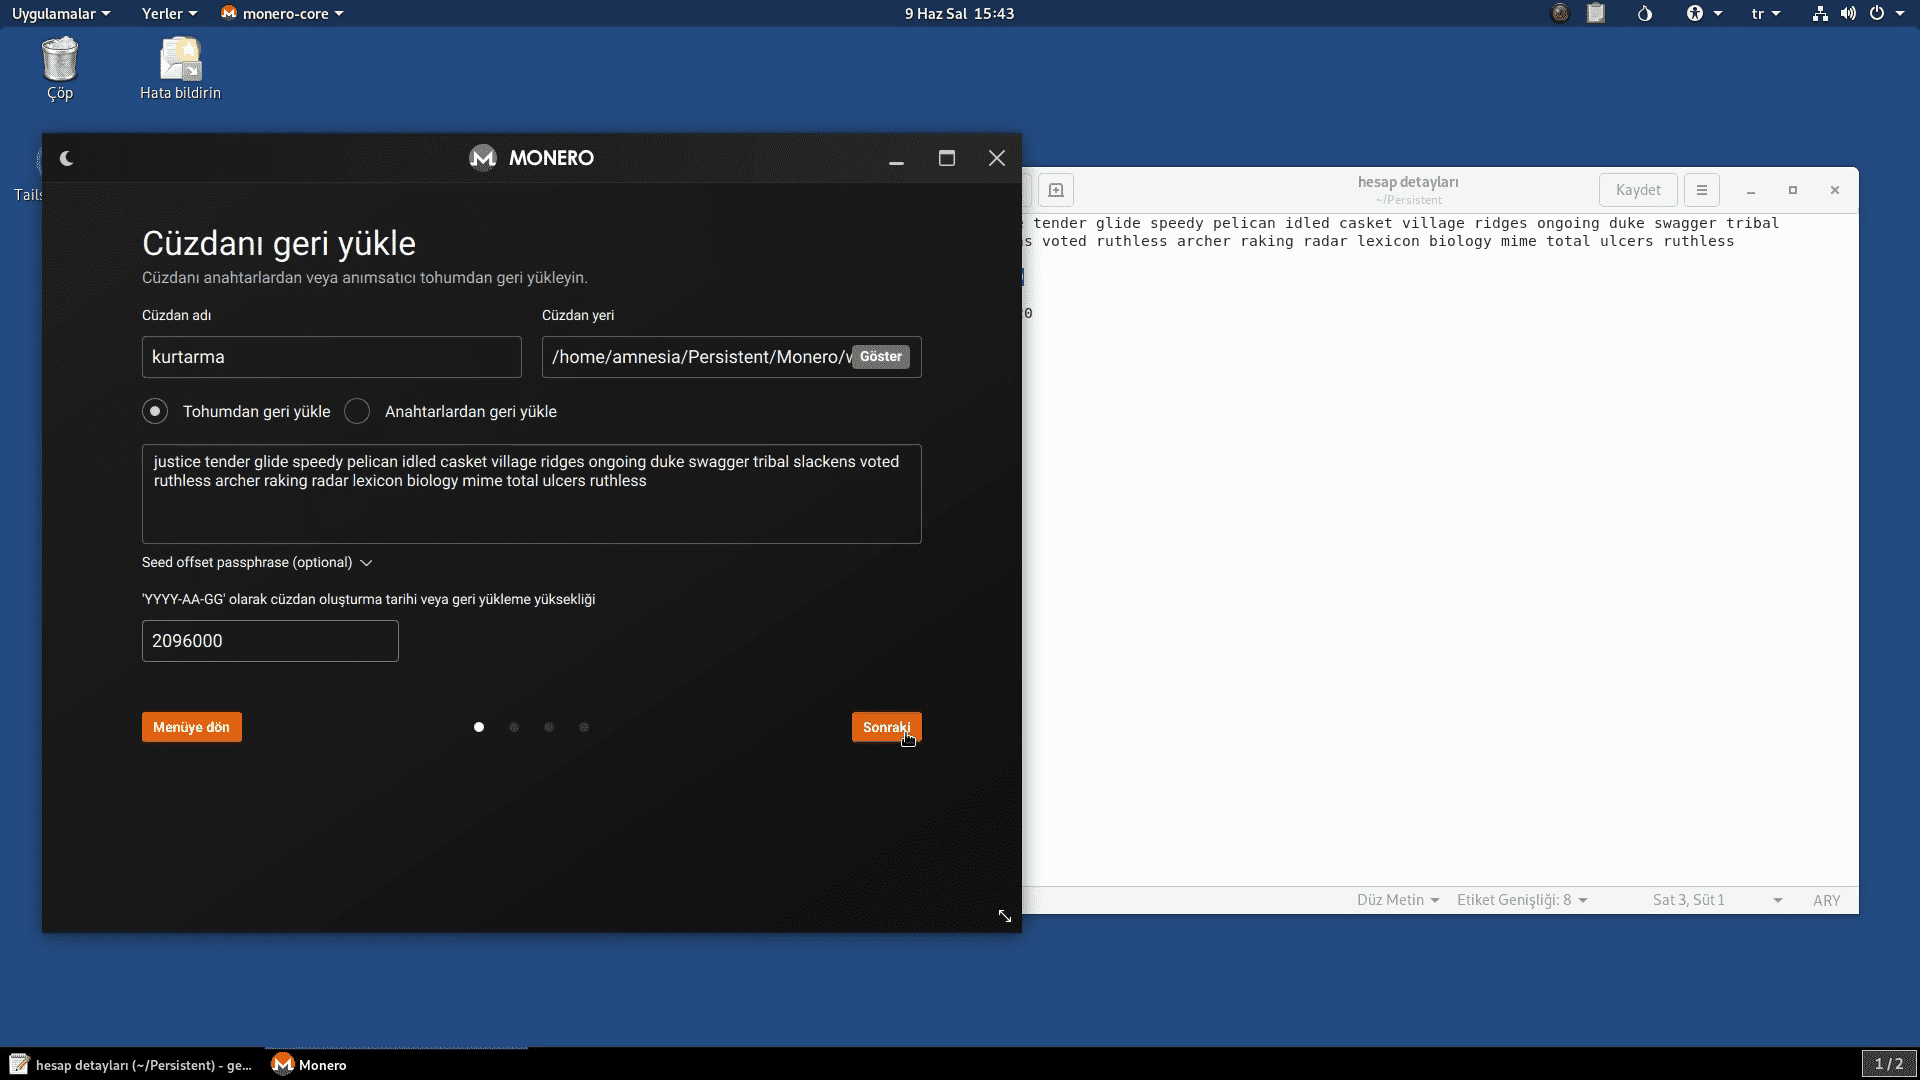 Uygulamalar Yerler monero-core 9 Haz Sal 15:43 tr
Çöp
Hata bildirin
Tails
MONERO
Cüzdanı geri yükle
Cüzdanı anahtarlardan veya anımsatıcı tohumdan geri yükleyin.
Cüzdan adı Cüzdan yeri
kurtarma /home/amnesia/Persistent/Monero/w Göster
Tohumdan geri yükle Anahtarlardan geri yükle
justice tender glide speedy pelican idled casket village ridges ongoing duke swagger tribal slackens voted
ruthless archer raking radar lexicon biology mime total ulcers ruthless
Seed offset passphrase (optional)
'YYYY-AA-GG' olarak cüzdan oluşturma tarihi veya geri yükleme yüksekliği
2096000
Menüye dön Sonraki
hesap detayları
~/Persistent
Kaydet
tender glide speedy pelican idled casket village ridges ongoing duke swagger tribal
s voted ruthless archer raking radar lexicon biology mime total ulcers ruthless
0
Düz Metin Etiket Genişliği: 8 Sat 3, Süt 1 ARY
hesap detayları (~/Persistent) - ge... Monero 1 / 2